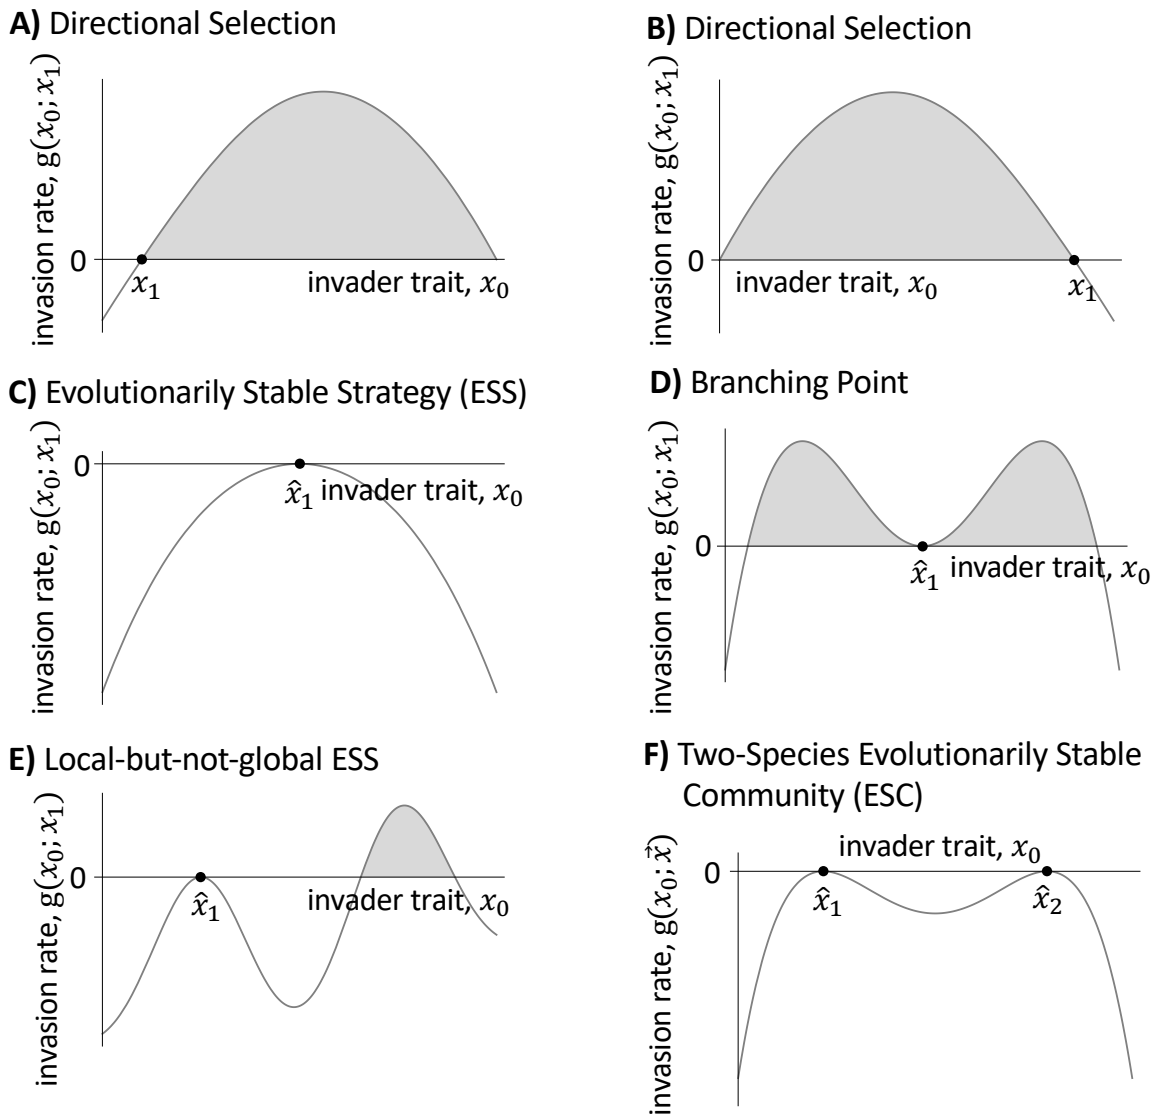 A) Directional Selection
invasion rate, g(x₀; x₁)
0
x₁
invader trait, x₀
B) Directional Selection
invasion rate, g(x₀; x₁)
0
invader trait, x₀
x₁
C) Evolutionarily Stable Strategy (ESS)
invasion rate, g(x₀; x₁)
0
x̂₁ invader trait, x₀
D) Branching Point
invasion rate, g(x₀; x₁)
0
x̂₁ invader trait, x₀
E) Local-but-not-global ESS
invasion rate, g(x₀; x₁)
0
x̂₁
invader trait, x₀
F) Two-Species Evolutionarily Stable
Community (ESC)
invasion rate, g(x₀; x⃗)
invader trait, x₀
0
x̂₁
x̂₂